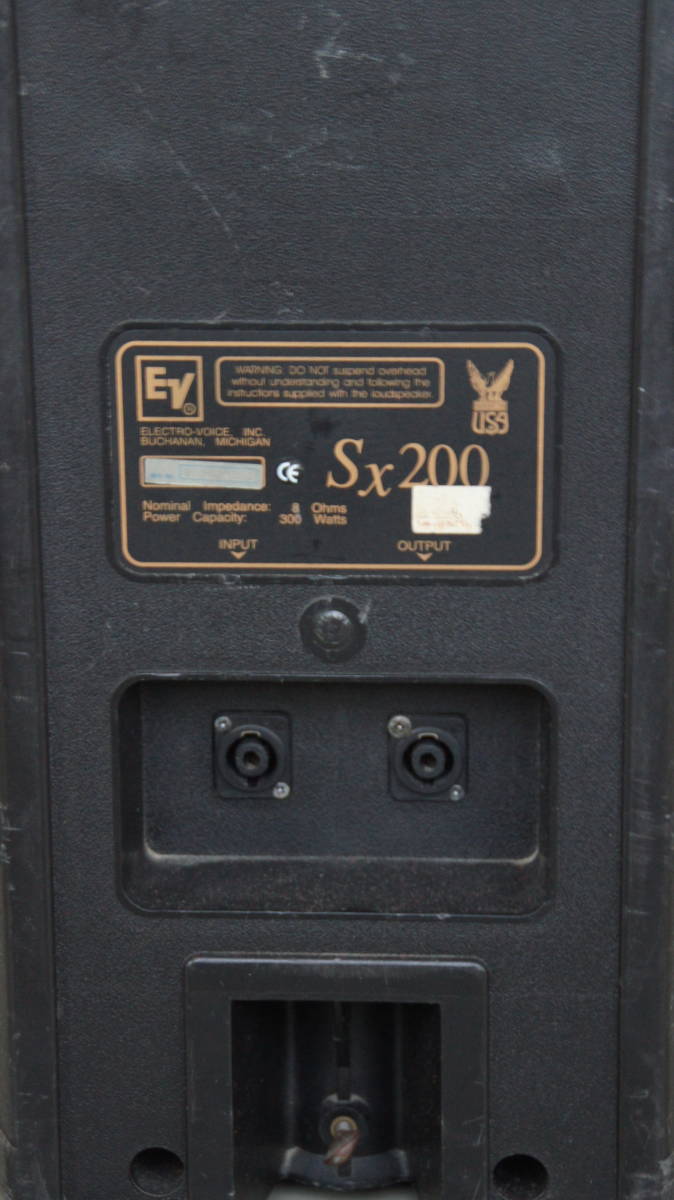 EV ®
WARNING: DO NOT suspend overhead
without understanding and following the
instructions supplied with the loudspeaker.
ELECTRO-VOICE, INC.
BUCHANAN, MICHIGAN
CE
Sx200
Nominal Impedance: 8 Ohms
Power Capacity: 300 Watts
INPUT
OUTPUT